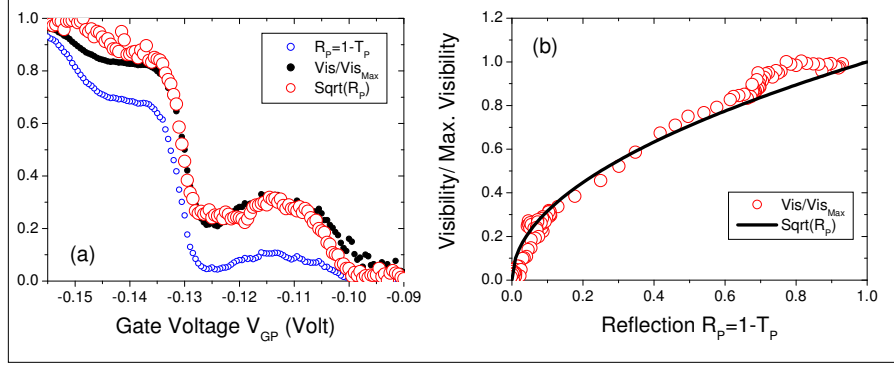 1.0
0.8
0.6
0.4
0.2
0.0
-0.15
-0.14
-0.13
-0.12
-0.11
-0.10
-0.09
Gate Voltage V_GP (Volt)
(a)
R_P=1-T_P
Vis/Vis_Max
Sqrt(R_P)
Visibility/ Max. Visibility
1.2
1.0
0.8
0.6
0.4
0.2
0.0
0.0
0.2
0.4
0.6
0.8
1.0
Reflection R_P=1-T_P
(b)
Vis/Vis_Max
Sqrt(R_P)